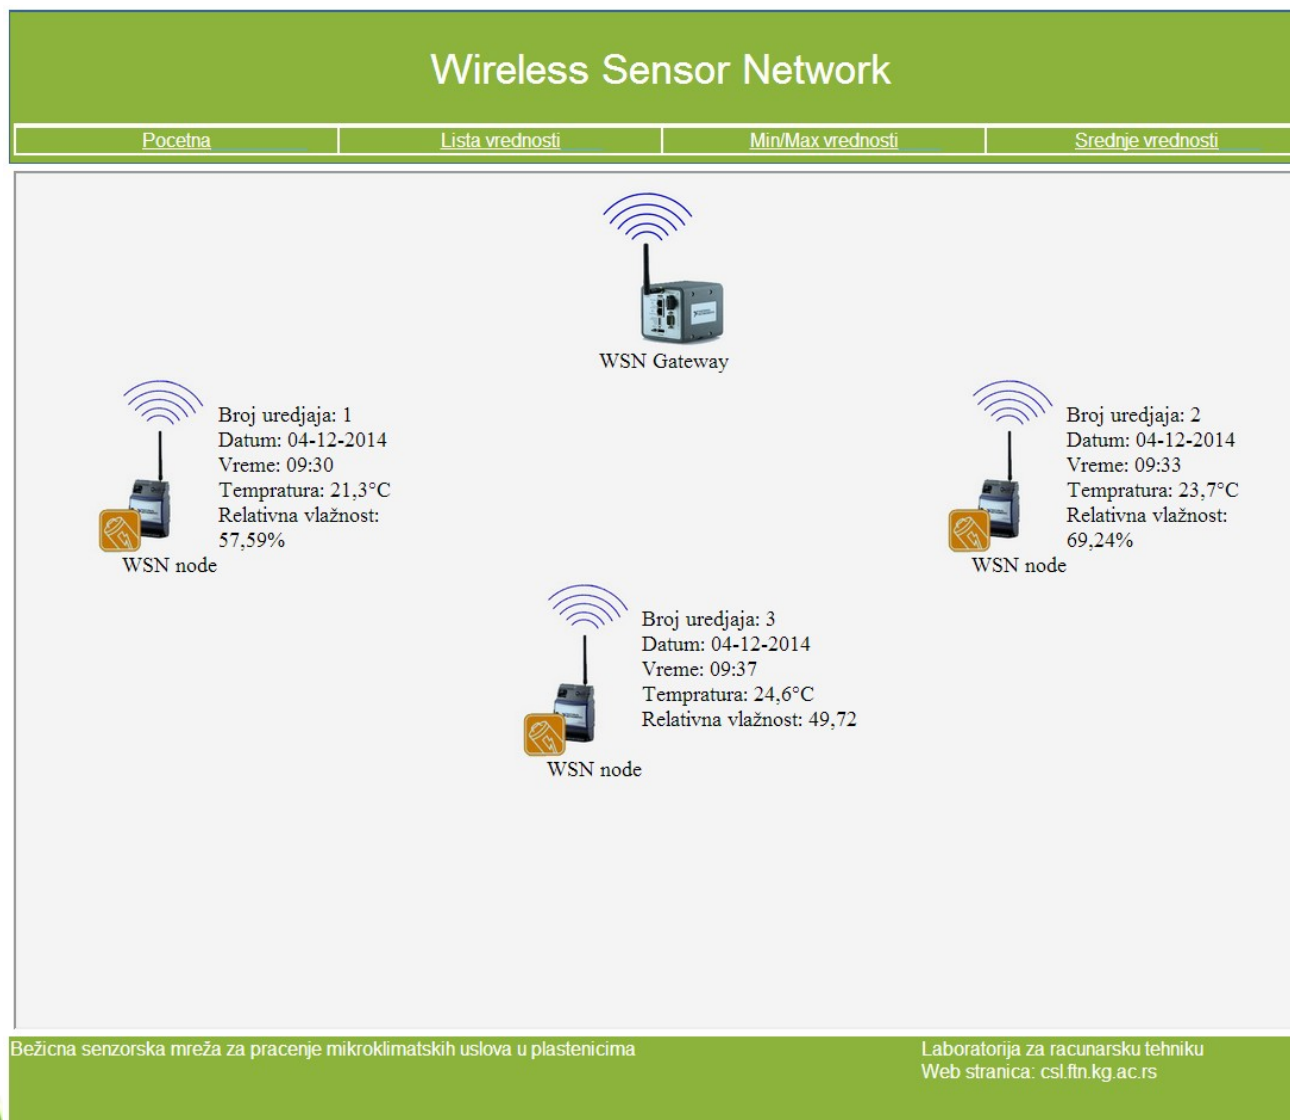 Wireless Sensor Network
Pocetna
Lista vrednosti
Min/Max vrednosti
Srednje vrednosti
WSN Gateway
Broj uredjaja: 1
Datum: 04-12-2014
Vreme: 09:30
Tempratura: 21,3°C
Relativna vlažnost:
57,59%
WSN node
Broj uredjaja: 2
Datum: 04-12-2014
Vreme: 09:33
Tempratura: 23,7°C
Relativna vlažnost:
69,24%
WSN node
Broj uredjaja: 3
Datum: 04-12-2014
Vreme: 09:37
Tempratura: 24,6°C
Relativna vlažnost: 49,72
WSN node
Bežicna senzorska mreža za pracenje mikroklimatskih uslova u plastenicima
Laboratorija za racunarsku tehniku
Web stranica: csl.ftn.kg.ac.rs